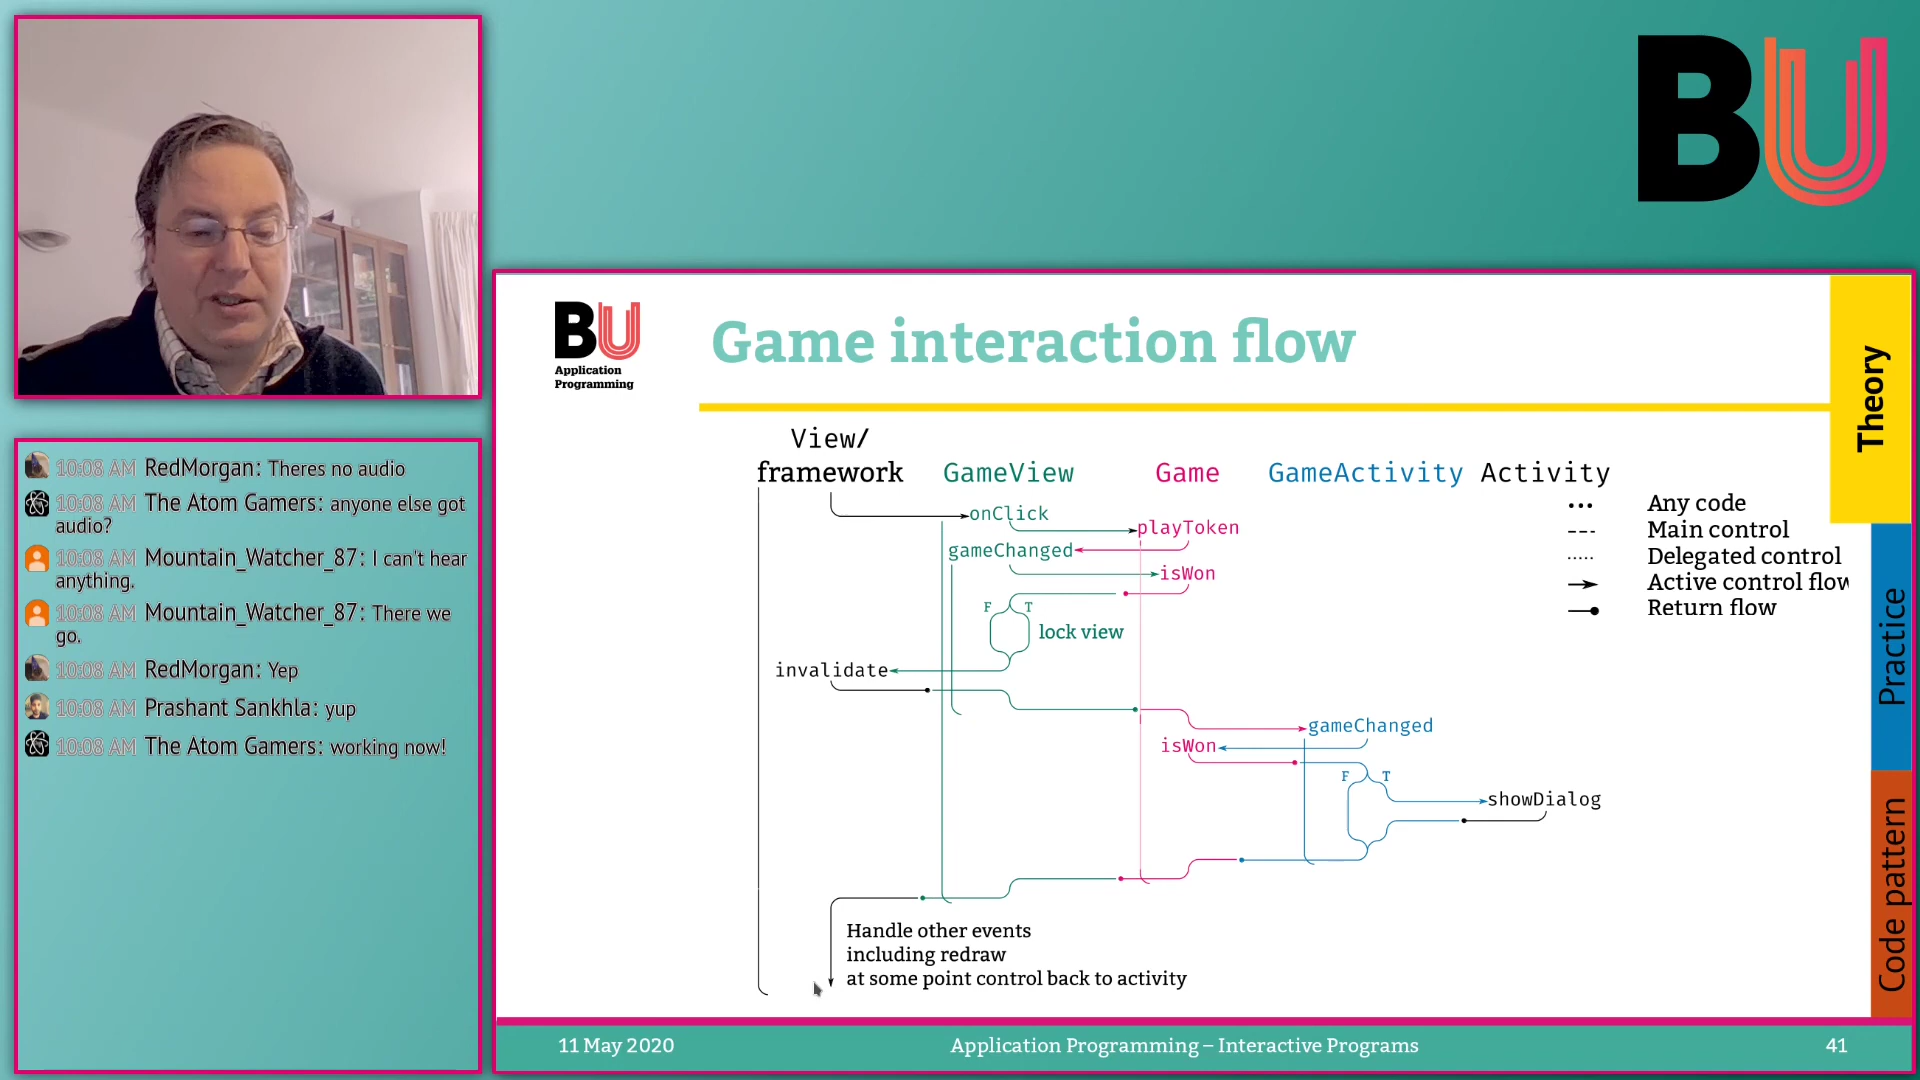 BU
10:08 AM RedMorgan: Theres no audio
10:08 AM The Atom Gamers: anyone else got
audio?
10:08 AM Mountain_Watcher_87: I can't hear
anything.
10:08 AM Mountain_Watcher_87: There we
go.
10:08 AM RedMorgan: Yep
10:08 AM Prashant Sankhla: yup
10:08 AM The Atom Gamers: working now!
BU
Application
Programming
Game interaction flow
Theory
Practice
Code pattern
View/
framework GameView Game GameActivity Activity
onClick
playToken
gameChanged
isWon
F T
lock view
invalidate
gameChanged
isWon
F T
showDialog
Handle other events
including redraw
at some point control back to activity
Any code
Main control
Delegated control
Active control flow
Return flow
11 May 2020 Application Programming – Interactive Programs 41